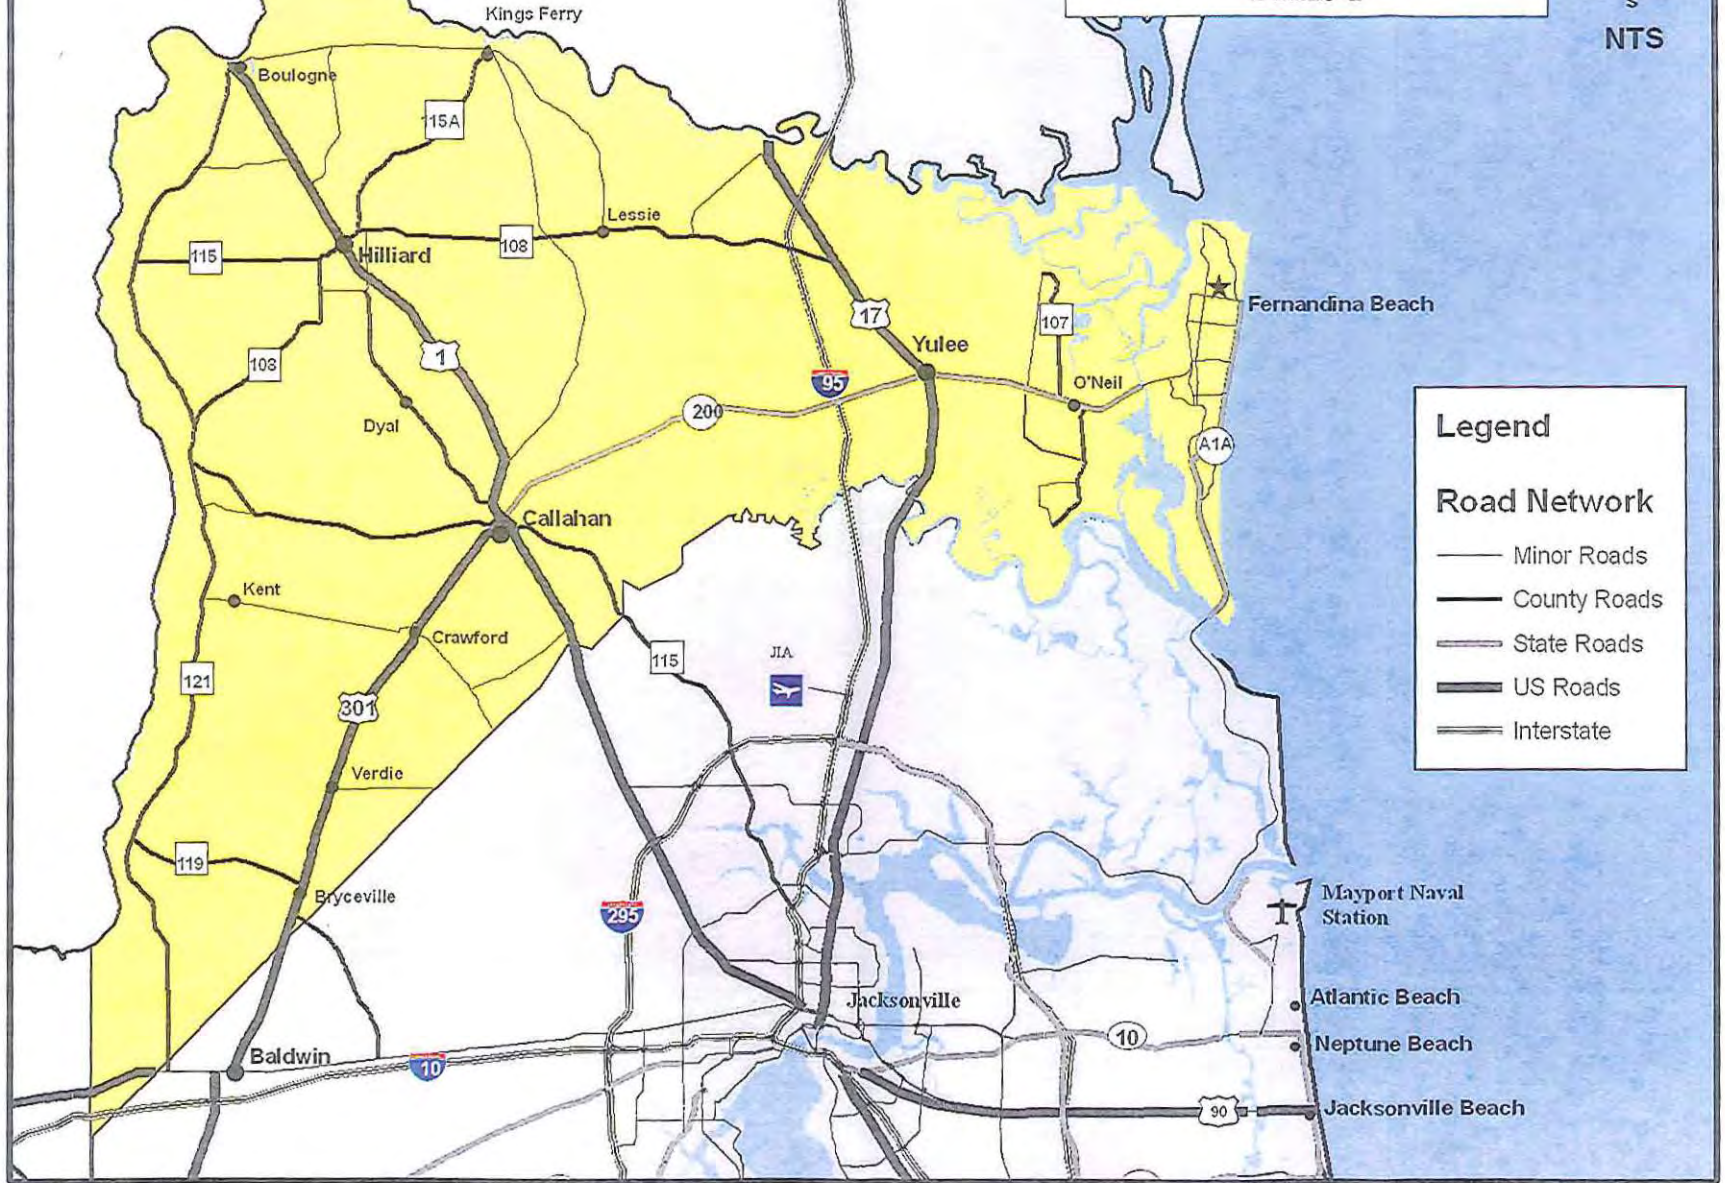 Kings Ferry
S
NTS
Boulogne
115A
Lessie
108
115
Hilliard
Fernandina Beach
17
107
Yulee
1
108
95
O'Neil
200
Dyal
A1A
Legend
Road Network
Minor Roads
County Roads
State Roads
US Roads
Interstate
Callahan
Kent
Crawford
115
JIA
121
301
Verdie
119
Bryceville
295
Mayport Naval
Station
Jacksonville
Atlantic Beach
10
Neptune Beach
Baldwin
10
90
Jacksonville Beach